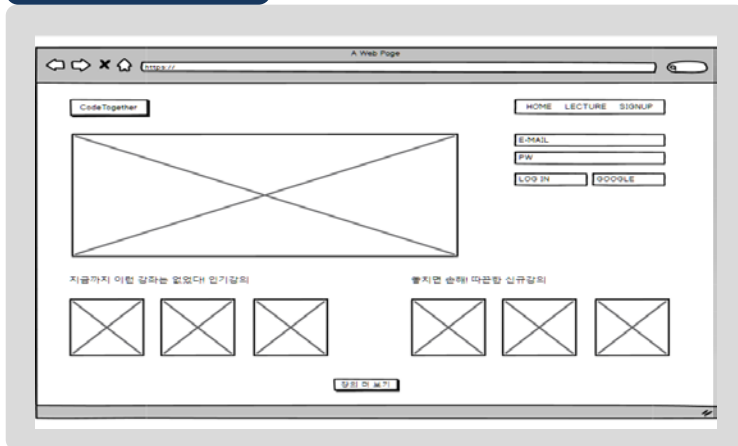 A Web Page
https://
CodeTogether
HOME LECTURE SIGNUP
E-MAIL
PW
LOG IN
GOOGLE
지금까지 이런 강좌는 없었다! 인기강의
놓치면 손해! 따끈한 신규강의
강의 더 보기